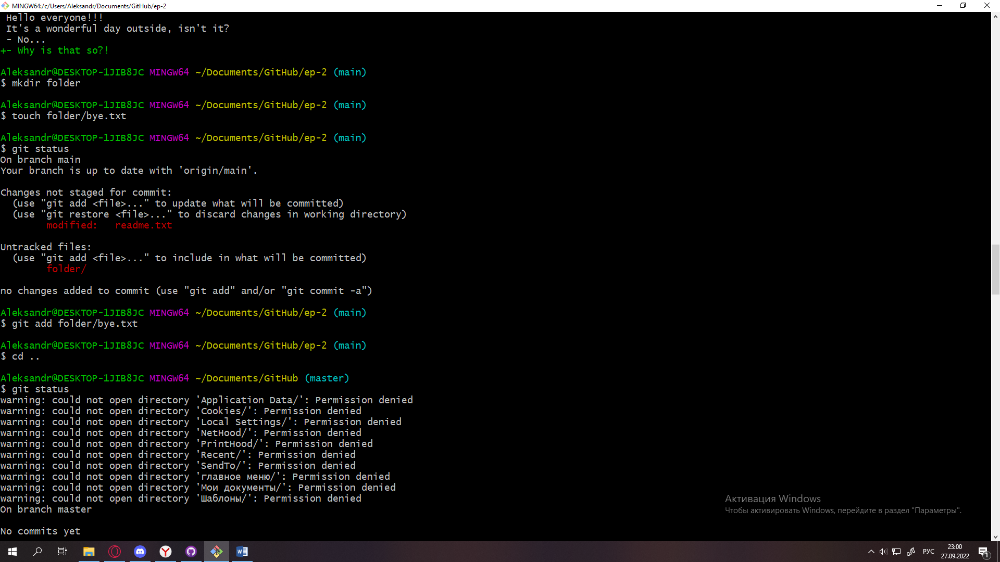 MINGW64:/c/Users/Aleksandr/Documents/GitHub/ep-2
Hello everyone!!!
It's a wonderful day outside, isn't it?
- No...
+- Why is that so?!
Aleksandr@DESKTOP-1JIB8JC MINGW64 ~/Documents/GitHub/ep-2 (main)
$ mkdir folder
Aleksandr@DESKTOP-1JIB8JC MINGW64 ~/Documents/GitHub/ep-2 (main)
$ touch folder/bye.txt
Aleksandr@DESKTOP-1JIB8JC MINGW64 ~/Documents/GitHub/ep-2 (main)
$ git status
On branch main
Your branch is up to date with 'origin/main'.
Changes not staged for commit:
(use "git add <file>..." to update what will be committed)
(use "git restore <file>..." to discard changes in working directory)
modified:   readme.txt
Untracked files:
(use "git add <file>..." to include in what will be committed)
folder/
no changes added to commit (use "git add" and/or "git commit -a")
Aleksandr@DESKTOP-1JIB8JC MINGW64 ~/Documents/GitHub/ep-2 (main)
$ git add folder/bye.txt
Aleksandr@DESKTOP-1JIB8JC MINGW64 ~/Documents/GitHub/ep-2 (main)
$ cd ..
Aleksandr@DESKTOP-1JIB8JC MINGW64 ~/Documents/GitHub (master)
$ git status
warning: could not open directory 'Application Data/': Permission denied
warning: could not open directory 'Cookies/': Permission denied
warning: could not open directory 'Local Settings/': Permission denied
warning: could not open directory 'NetHood/': Permission denied
warning: could not open directory 'PrintHood/': Permission denied
warning: could not open directory 'Recent/': Permission denied
warning: could not open directory 'SendTo/': Permission denied
warning: could not open directory 'главное меню/': Permission denied
warning: could not open directory 'Мои документы/': Permission denied
warning: could not open directory 'Шаблоны/': Permission denied
On branch master
No commits yet
Активация Windows
Чтобы активировать Windows, перейдите в раздел "Параметры".
РУС
23:00
27.09.2022
1